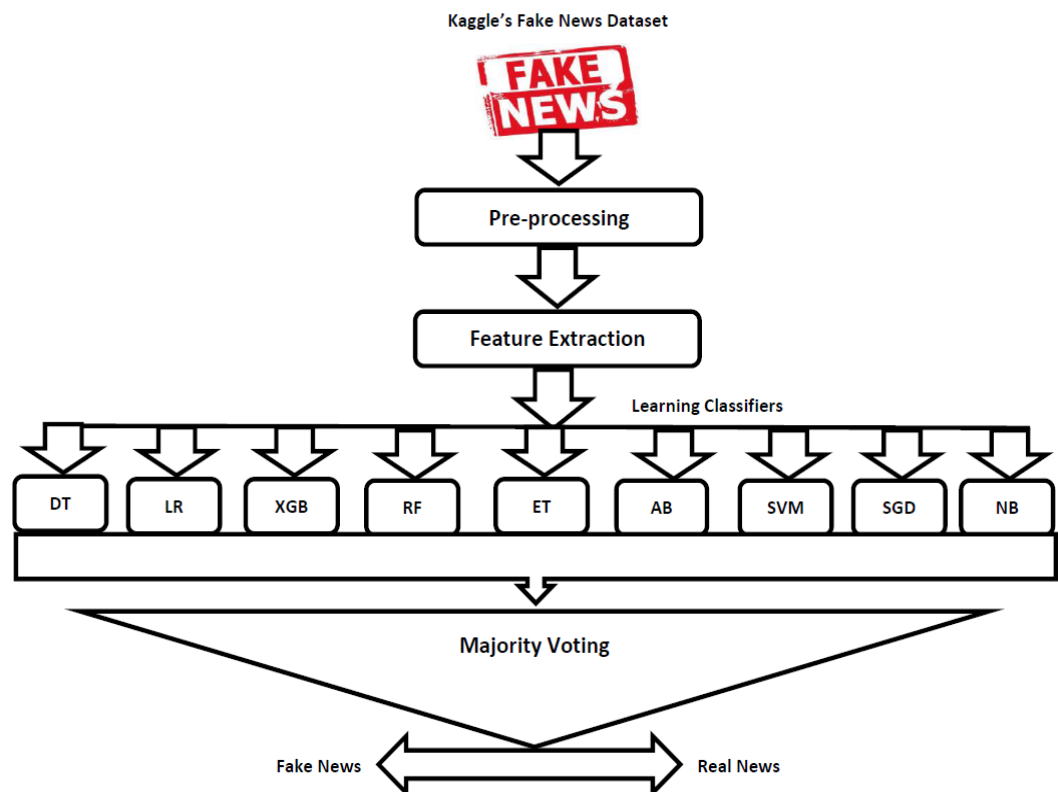 Kaggle’s Fake News Dataset
FAKE
NEWS
Pre-processing
Feature Extraction
Learning Classifiers
DT LR XGB RF ET AB SVM SGD NB
Majority Voting
Fake News Real News